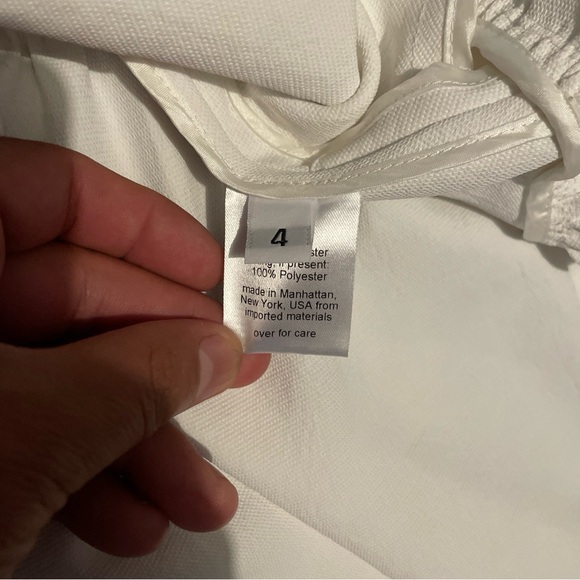 4
ster
if present:
100% Polyester
made in Manhattan,
New York, USA from
imported materials
over for care